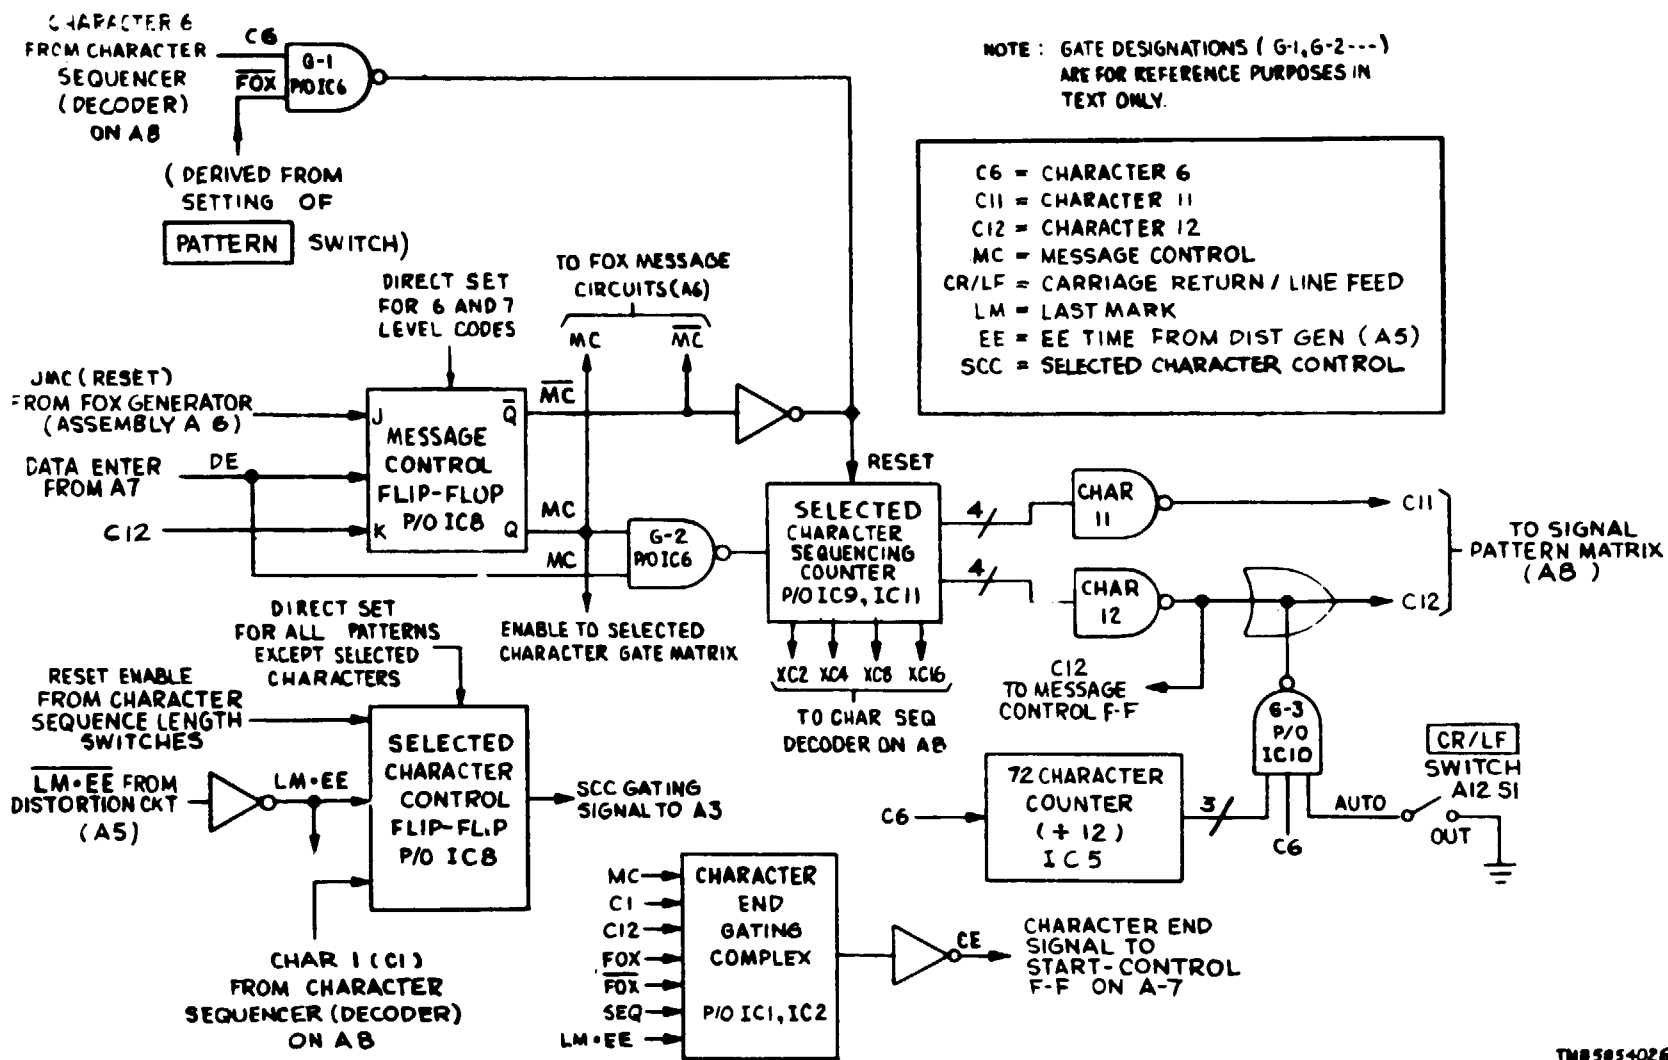 CHARACTER 6
FROM CHARACTER
SEQUENCER
(DECODER)
ON A8
C6
FOX
G-1
P/O IC6
(DERIVED FROM
SETTING OF
PATTERN SWITCH)
NOTE: GATE DESIGNATIONS (G-1,G-2---)
ARE FOR REFERENCE PURPOSES IN
TEXT ONLY.
C6 = CHARACTER 6
C11 = CHARACTER 11
C12 = CHARACTER 12
MC = MESSAGE CONTROL
CR/LF = CARRIAGE RETURN / LINE FEED
LM = LAST MARK
EE = EE TIME FROM DIST GEN (A5)
SCC = SELECTED CHARACTER CONTROL
DIRECT SET
FOR 6 AND 7
LEVEL CODES
TO FOX MESSAGE
CIRCUITS(A6)
MC
MC
JMC (RESET)
FROM FOX GENERATOR
(ASSEMBLY A 6)
DATA ENTER
FROM A7
DE
C12
J
Q
K
Q
MESSAGE
CONTROL
FLIP-FLOP
P/O IC8
MC
MC
MC
G-2
P/O IC6
ENABLE TO SELECTED
CHARACTER GATE MATRIX
RESET
SELECTED
CHARACTER
SEQUENCING
COUNTER
P/O IC9, IC11
XC2 XC4 XC8 XC16
TO CHAR SEQ
DECODER ON A8
4
4
CHAR
11
CHAR
12
C11
C12
TO SIGNAL
PATTERN MATRIX
(A8)
C12
TO MESSAGE
CONTROL F-F
G-3
P/O
IC10
CR/LF
SWITCH
A12 S1
AUTO
OUT
C6
3
C6
72 CHARACTER
COUNTER
(÷ 12)
IC5
DIRECT SET
FOR ALL PATTERNS
EXCEPT SELECTED
CHARACTERS
RESET ENABLE
FROM CHARACTER
SEQUENCE LENGTH
SWITCHES
LM•EE FROM
DISTORTION CKT
(A5)
LM•EE
SELECTED
CHARACTER
CONTROL
FLIP-FLIP
P/O IC8
SCC GATING
SIGNAL TO A3
CHAR 1 (C1)
FROM CHARACTER
SEQUENCER (DECODER)
ON A8
MC
C1
C12
FOX
FOX
SEQ
LM•EE
CHARACTER
END
GATING
COMPLEX
P/O IC1, IC2
CE
CHARACTER END
SIGNAL TO
START-CONTROL
F-F ON A-7